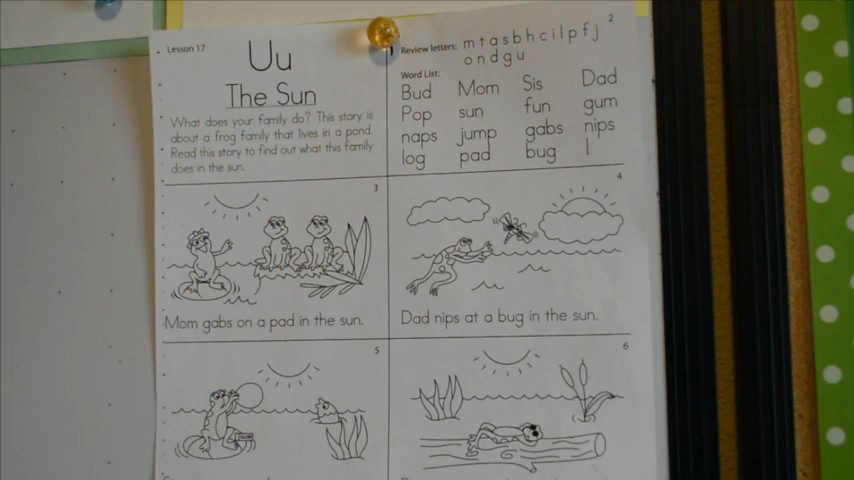 Lesson 17
Uu
The Sun
What does your family do? This story is
about a frog family that lives in a pond.
Read this story to find out what this family
does in the sun.
2
Review letters: m t a s b h c i l p f j
o n d g u
Word List:
Bud Mom Sis Dad
Pop sun fun gum
naps jump gabs nips
log pad bug I
3
Mom gabs on a pad in the sun.
4
Dad nips at a bug in the sun.
5
6